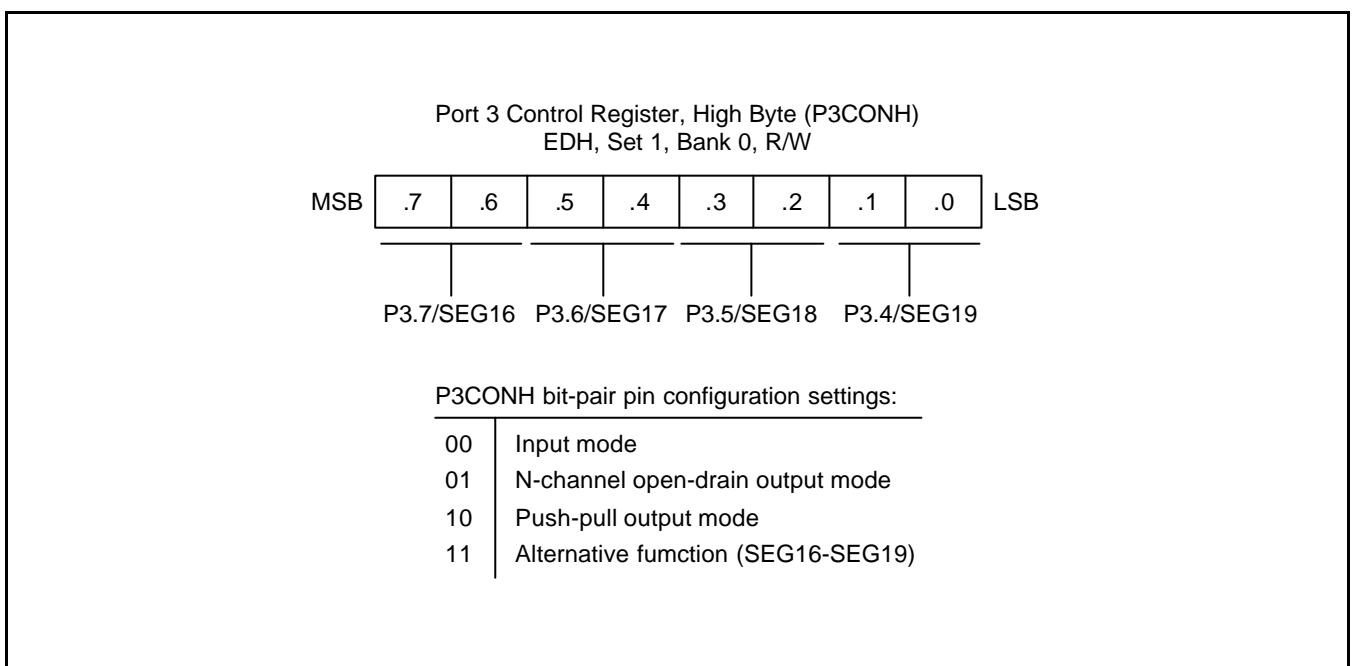 Port 3 Control Register, High Byte (P3CONH)
EDH, Set 1, Bank 0, R/W
MSB .7 .6 .5 .4 .3 .2 .1 .0 LSB
P3.7/SEG16 P3.6/SEG17 P3.5/SEG18 P3.4/SEG19
P3CONH bit-pair pin configuration settings:
00 Input mode
01 N-channel open-drain output mode
10 Push-pull output mode
11 Alternative fumction (SEG16-SEG19)